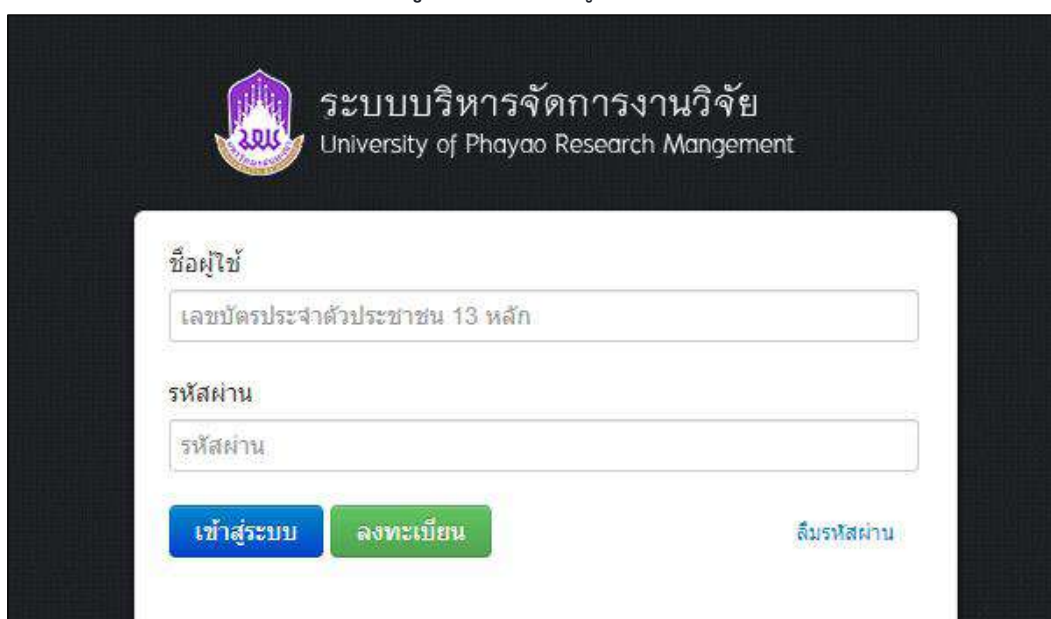 ระบบบริหารจัดการงานวิจัย
University of Phayao Research Mangement
ชื่อผู้ใช้
เลขบัตรประจำตัวประชาชน 13 หลัก
รหัสผ่าน
รหัสผ่าน
เข้าสู่ระบบ ลงทะเบียน ลืมรหัสผ่าน